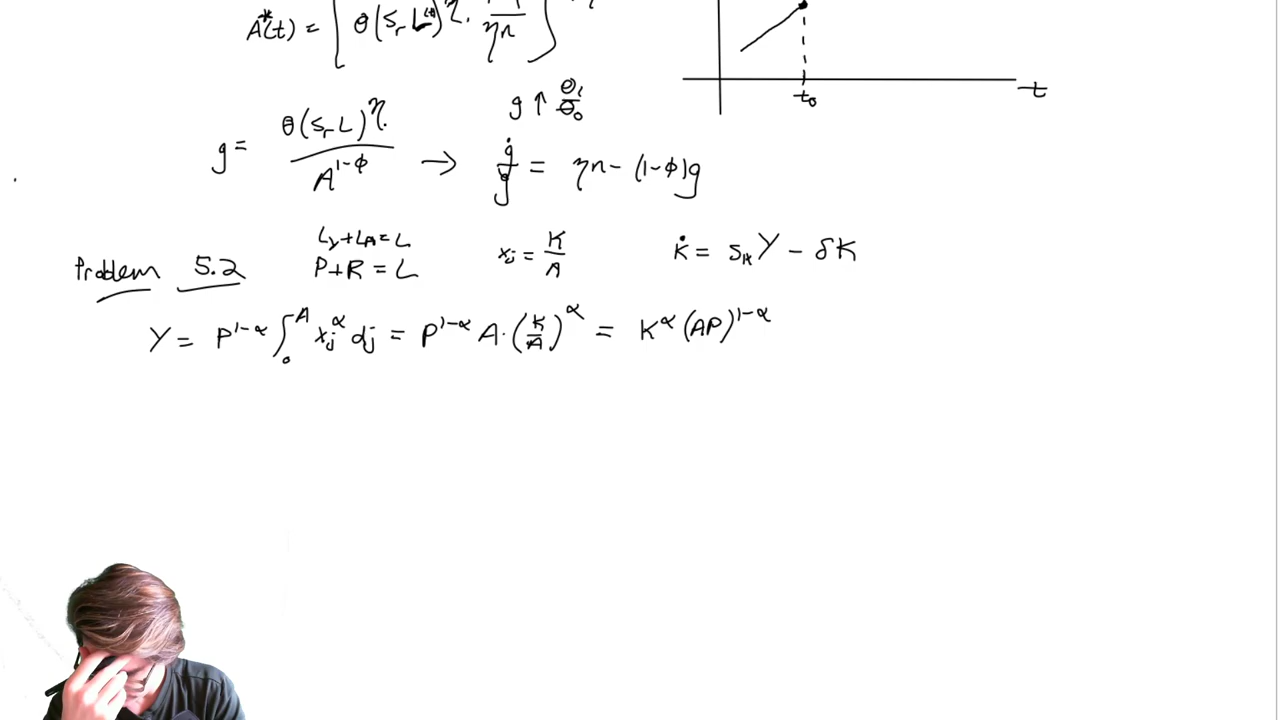 A*(t) = [ θ(s_r L(t))^η · / ηn ]
t
t₀
g ↑ θ₁/θ₀
g = θ(s_r L)^η / A^{1-φ} → ġ/g = ηn - (1-φ)g
L_y + L_A = L
Problem 5.2 P + R = L x_j = K/A K̇ = s_k Y - δK
Y = P^{1-α} ∫₀^A x_j^α dj = P^{1-α} A · (K/A)^α = K^α (AP)^{1-α}